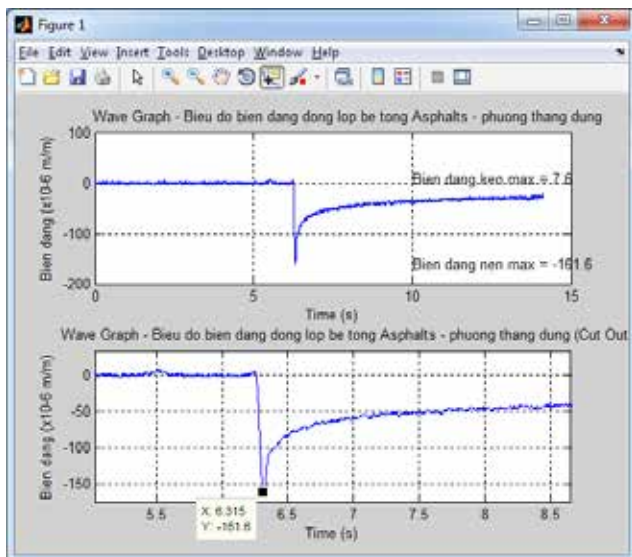 Figure 1
File Edit View Insert Tools Desktop Window Help
Wave Graph - Bieu do bien dang dong lop be tong Asphalts - phuong thang dung
Bien dang (x10-6 m/m)
100
0
-100
-200
Bien dang keo max = 7.6
Bien dang nen max = -161.6
0 5 10 15
Time (s)
Wave Graph - Bieu do bien dang dong lop be tong Asphalts - phuong thang dung (Cut Out
Bien dang (x10-6 m/m)
0
-50
-100
-150
X: 6.315
Y: -161.6
5.5 6.5 7 7.5 8 8.5
Time (s)